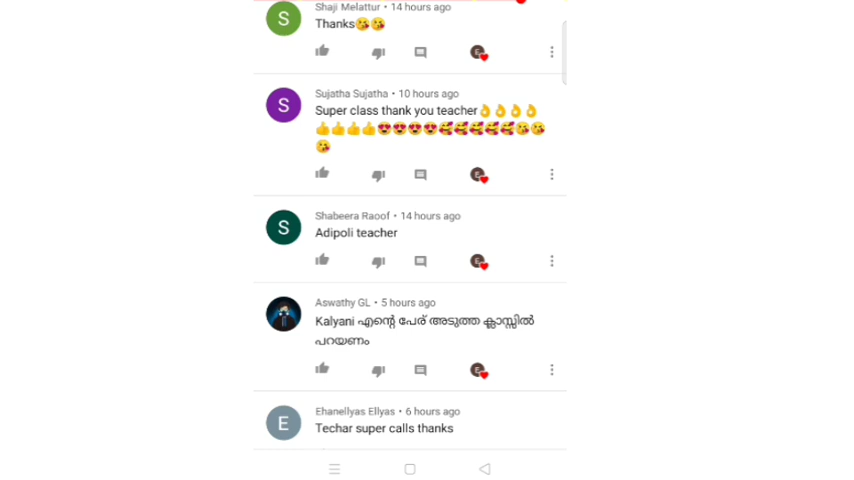 Shaji Melattur • 14 hours ago
Thanks😘😘
E
S
Sujatha Sujatha • 10 hours ago
Super class thank you teacher👌👌👌👌
👍👍👍👍😍😍😍😍🥰🥰🥰🥰🥰😘😘
😘
E
S
Shabeera Raoof • 14 hours ago
Adipoli teacher
E
S
Aswathy GL • 5 hours ago
Kalyani എന്റെ പേര് അടുത്ത ക്ലാസ്സിൽ
പറയണം
E
Ehanellyas Ellyas • 6 hours ago
Techar super calls thanks
E